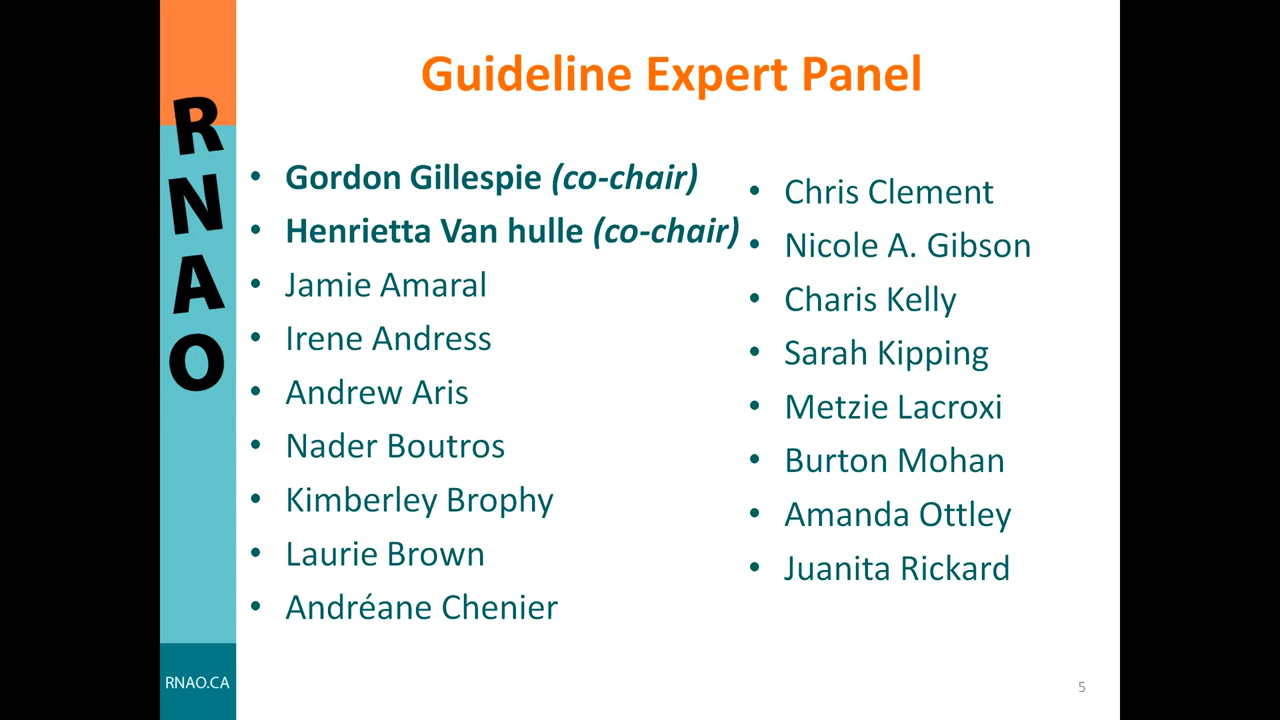 Guideline Expert Panel
RNAO
• Gordon Gillespie (co-chair)
• Henrietta Van hulle (co-chair)
• Jamie Amaral
• Irene Andress
• Andrew Aris
• Nader Boutros
• Kimberley Brophy
• Laurie Brown
• Andréane Chenier
• Chris Clement
• Nicole A. Gibson
• Charis Kelly
• Sarah Kipping
• Metzie Lacroxi
• Burton Mohan
• Amanda Ottley
• Juanita Rickard
RNAO.CA
5